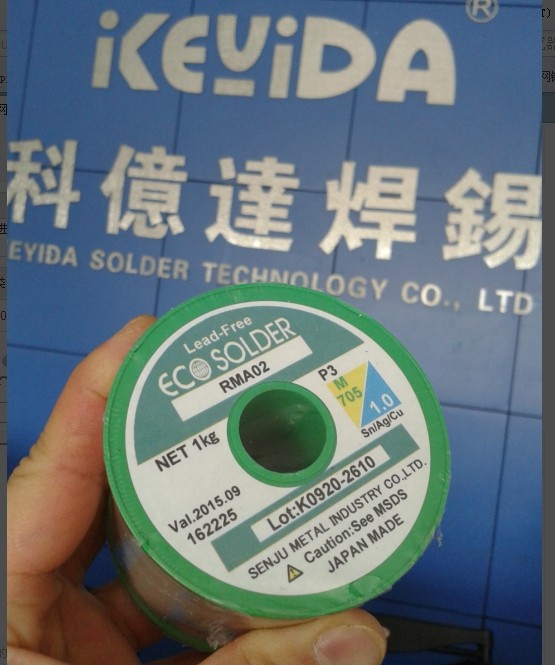 iKEYiDA®
科億達焊錫
EYIDA SOLDER TECHNOLOGY CO., LTD
Lead-Free
ECO SOLDER
RMA02
P3
M
705
1.0
Sn/Ag/Cu
NET 1kg
Val.2015.09
162225
Lot:K0920-2610
SENJU METAL INDUSTRY CO.,LTD.
Caution:See MSDS
JAPAN MADE